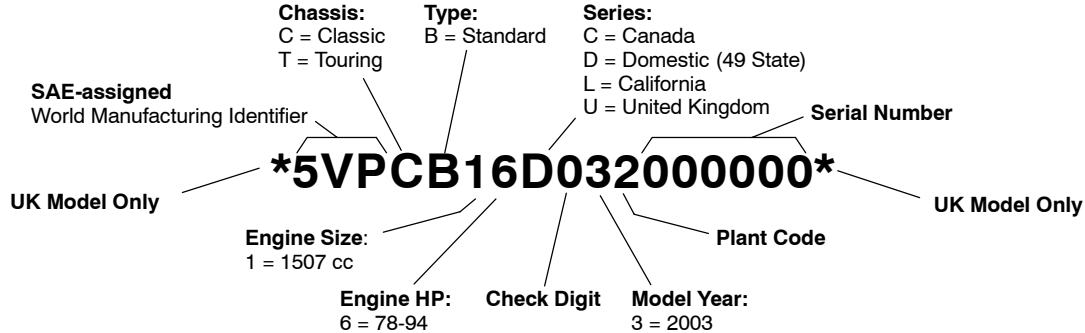 Chassis:
C = Classic
T = Touring
Type:
B = Standard
Series:
C = Canada
D = Domestic (49 State)
L = California
U = United Kingdom
SAE-assigned
World Manufacturing Identifier
Serial Number
*5VPCB16D032000000*
UK Model Only
UK Model Only
Engine Size:
1 = 1507 cc
Plant Code
Engine HP:
6 = 78-94
Check Digit
Model Year:
3 = 2003